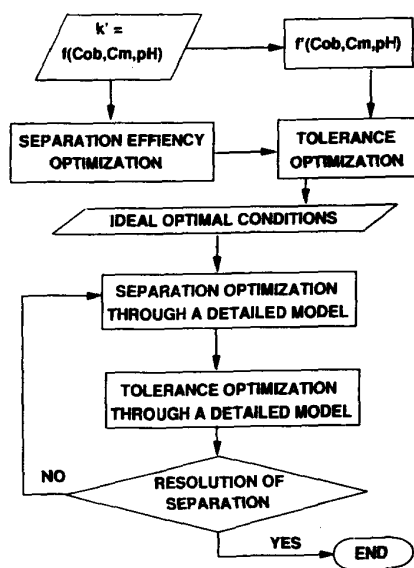 k' =
f(Cob,Cm,pH)
f'(Cob,Cm,pH)
SEPARATION EFFIENCY
OPTIMIZATION
TOLERANCE
OPTIMIZATION
IDEAL OPTIMAL CONDITIONS
SEPARATION OPTIMIZATION
THROUGH A DETAILED MODEL
TOLERANCE OPTIMIZATION
THROUGH A DETAILED MODEL
NO
RESOLUTION OF
SEPARATION
YES
END